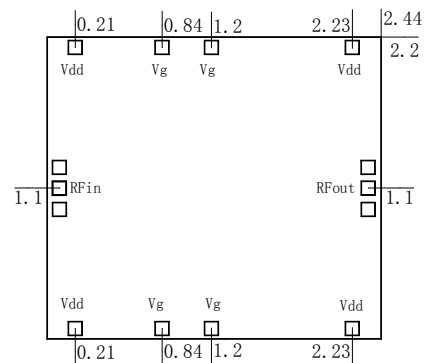 0.21 0.84 1.2 2.23 2.44
2.2
Vdd Vg Vg Vdd
1.1 RFin RFout 1.1
Vdd Vg Vg Vdd
0.21 0.84 1.2 2.23